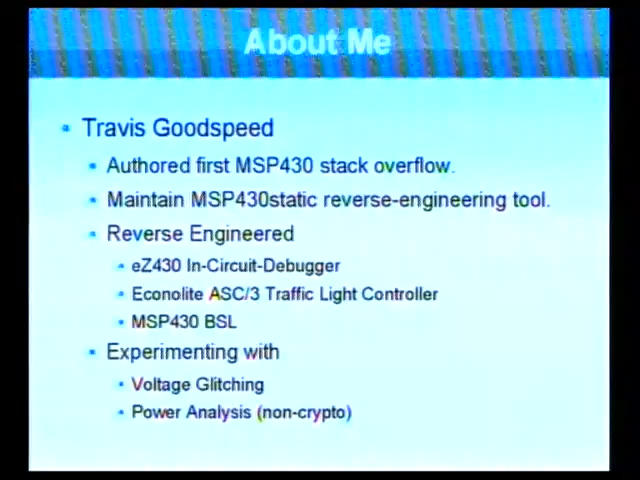 About Me
Travis Goodspeed
Authored first MSP430 stack overflow.
Maintain MSP430static reverse-engineering tool.
Reverse Engineered
eZ430 In-Circuit-Debugger
Econolite ASC/3 Traffic Light Controller
MSP430 BSL
Experimenting with
Voltage Glitching
Power Analysis (non-crypto)